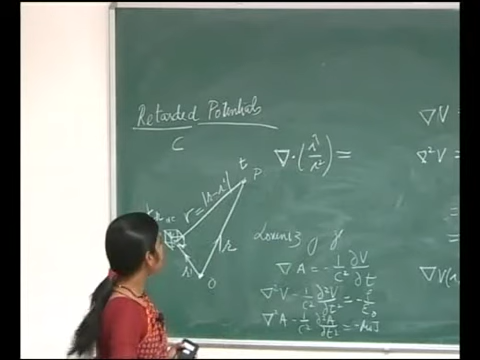 Retarded Potentials
C
∇·(r̂/r²) =
t
P
r = |r-r'|
r
r'
O
Lorentz g f
∇A = -1/c² ∂V/∂t
∇²V - 1/c² ∂²V/∂t² = -ρ/ε₀
∇²A - 1/c² ∂²A/∂t² = -μ₀J
∇V
∇²V =
=
=